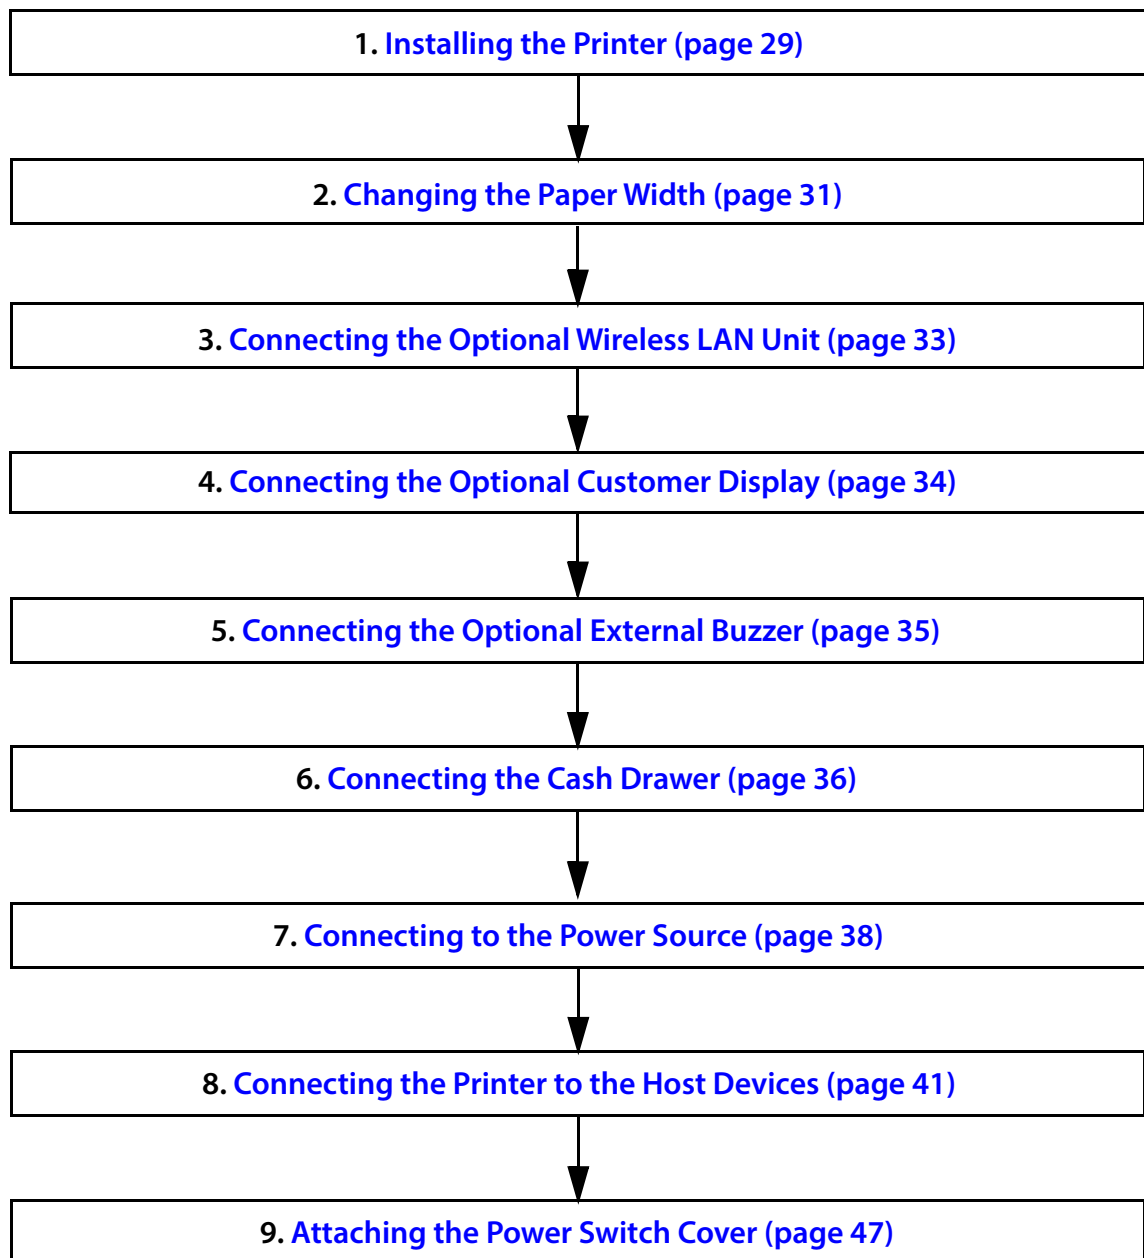 1. Installing the Printer (page 29)
2. Changing the Paper Width (page 31)
3. Connecting the Optional Wireless LAN Unit (page 33)
4. Connecting the Optional Customer Display (page 34)
5. Connecting the Optional External Buzzer (page 35)
6. Connecting the Cash Drawer (page 36)
7. Connecting to the Power Source (page 38)
8. Connecting the Printer to the Host Devices (page 41)
9. Attaching the Power Switch Cover (page 47)